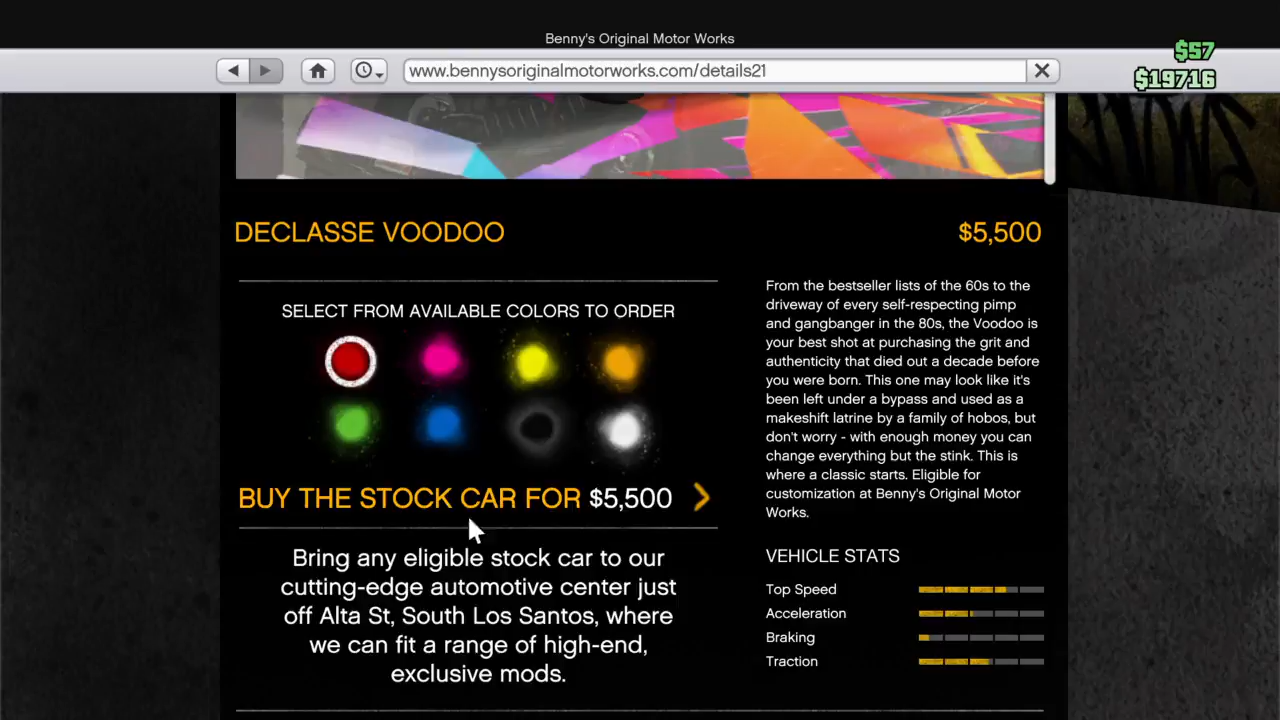 Benny's Original Motor Works
$57
www.bennysoriginalmotorworks.com/details21
$19716
DECLASSE VOODOO
$5,500
SELECT FROM AVAILABLE COLORS TO ORDER
BUY THE STOCK CAR FOR $5,500
Bring any eligible stock car to our
cutting-edge automotive center just
off Alta St, South Los Santos, where
we can fit a range of high-end,
exclusive mods.
From the bestseller lists of the 60s to the
driveway of every self-respecting pimp
and gangbanger in the 80s, the Voodoo is
your best shot at purchasing the grit and
authenticity that died out a decade before
you were born. This one may look like it's
been left under a bypass and used as a
makeshift latrine by a family of hobos, but
don't worry - with enough money you can
change everything but the stink. This is
where a classic starts. Eligible for
customization at Benny's Original Motor
Works.
VEHICLE STATS
Top Speed
Acceleration
Braking
Traction